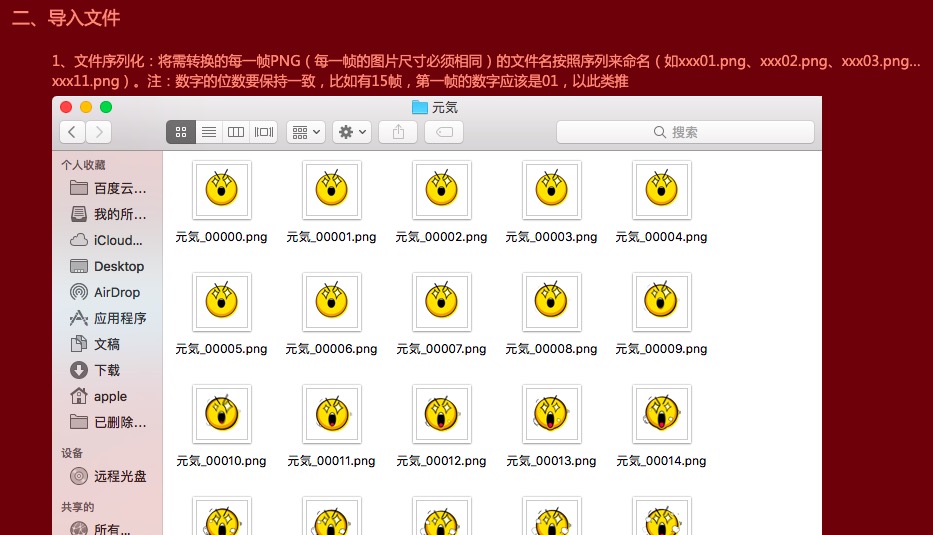 二、导入文件
1、文件序列化：将需转换的每一帧PNG（每一帧的图片尺寸必须相同）的文件名按照序列来命名（如xxx01.png、xxx02.png、xxx03.png...
xxx11.png）。注：数字的位数要保持一致，比如有15帧，第一帧的数字应该是01，以此类推
元気
搜索
个人收藏
百度云...
我的所...
iCloud...
Desktop
AirDrop
应用程序
文稿
下载
apple
已删除...
设备
远程光盘
共享的
所有...
元気_00000.png 元気_00001.png 元気_00002.png 元気_00003.png 元気_00004.png
元気_00005.png 元気_00006.png 元気_00007.png 元気_00008.png 元気_00009.png
元気_00010.png 元気_00011.png 元気_00012.png 元気_00013.png 元気_00014.png